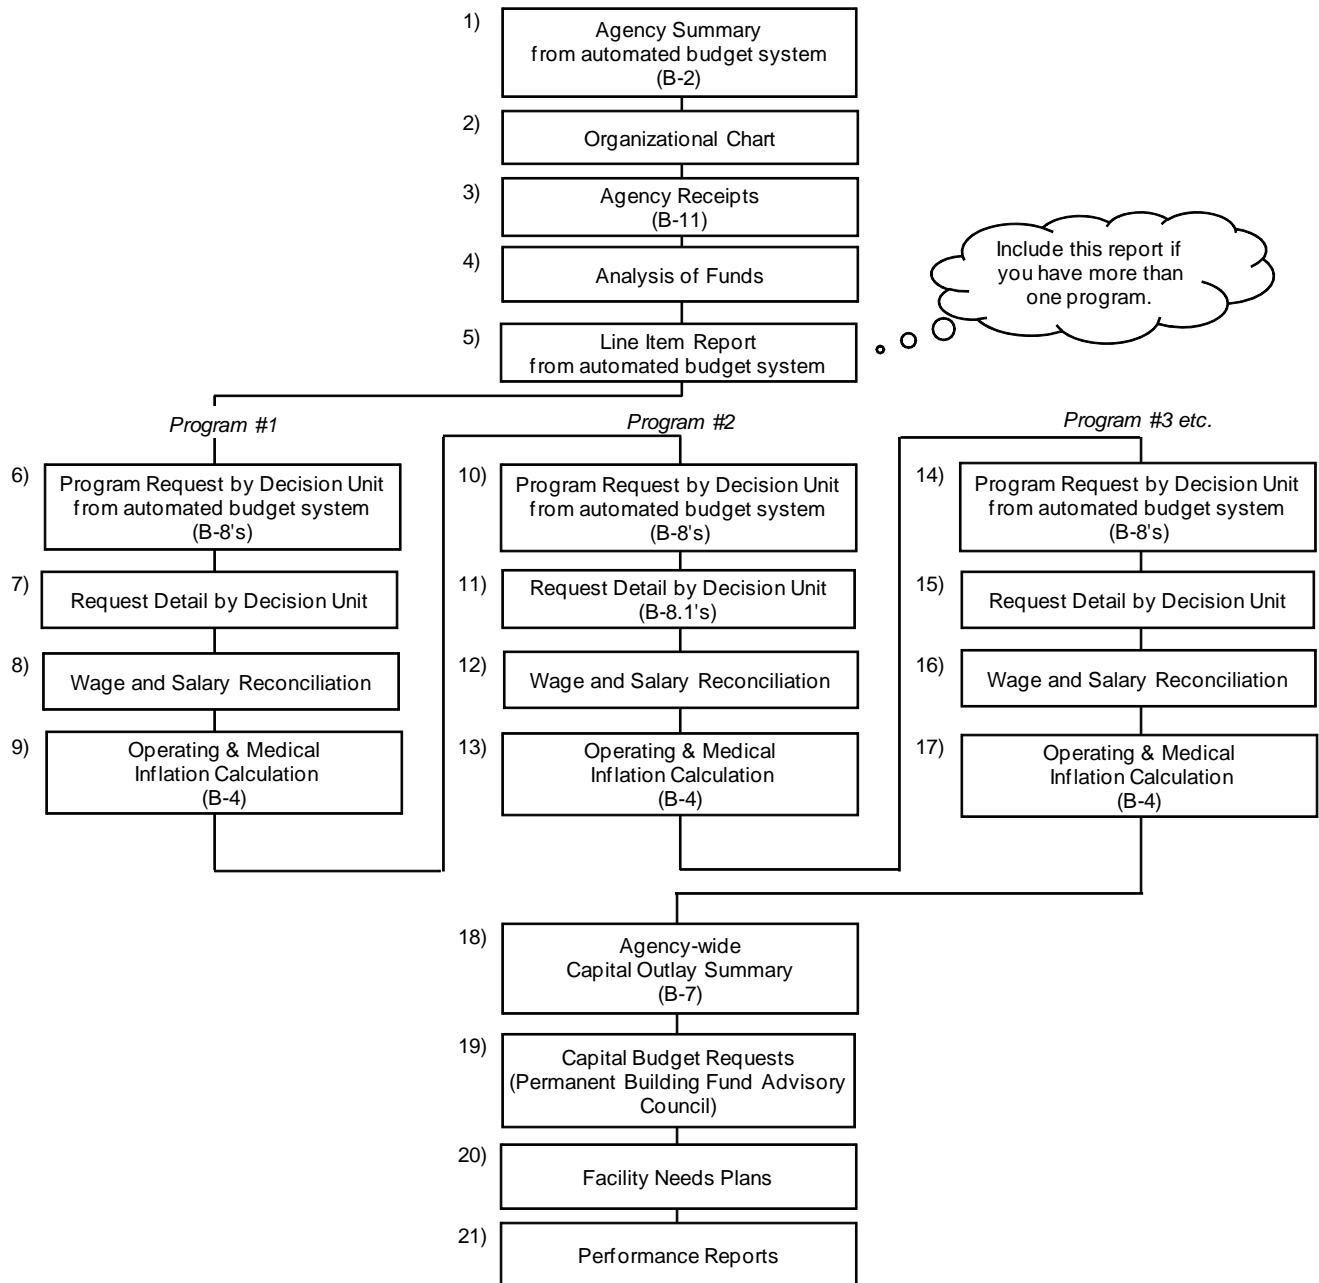 1)
Agency Summary
from automated budget system
(B-2)
2)
Organizational Chart
3)
Agency Receipts
(B-11)
4)
Analysis of Funds
Include this report if
you have more than
one program.
5)
Line Item Report
from automated budget system
Program #1
6)
Program Request by Decision Unit
from automated budget system
(B-8's)
7)
Request Detail by Decision Unit
8)
Wage and Salary Reconciliation
9)
Operating & Medical
Inflation Calculation
(B-4)
Program #2
10)
Program Request by Decision Unit
from automated budget system
(B-8's)
11)
Request Detail by Decision Unit
(B-8.1's)
12)
Wage and Salary Reconciliation
13)
Operating & Medical
Inflation Calculation
(B-4)
Program #3 etc.
14)
Program Request by Decision Unit
from automated budget system
(B-8's)
15)
Request Detail by Decision Unit
16)
Wage and Salary Reconciliation
17)
Operating & Medical
Inflation Calculation
(B-4)
18)
Agency-wide
Capital Outlay Summary
(B-7)
19)
Capital Budget Requests
(Permanent Building Fund Advisory
Council)
20)
Facility Needs Plans
21)
Performance Reports